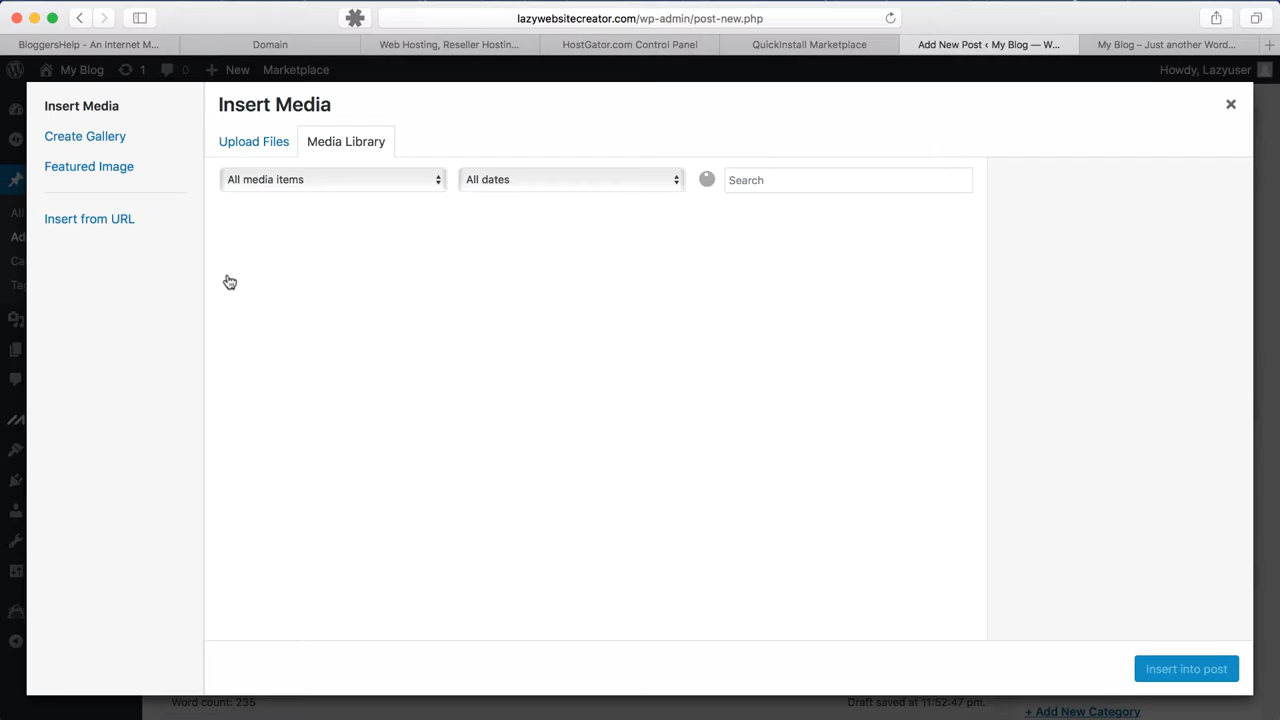 lazywebsitecreator.com/wp-admin/post-new.php
BloggersHelp - An Internet M...
Domain
Web Hosting, Reseller Hostin...
HostGator.com Control Panel
QuickInstall Marketplace
Add New Post ‹ My Blog — W...
My Blog – Just another Word...
My Blog
1
0
New
Marketplace
Howdy, Lazyuser
Insert Media
Create Gallery
Featured Image
Insert from URL
Insert Media
Upload Files
Media Library
All media items
All dates
Search
All
Ad
Ca
Tag
Insert into post
Word count: 235
Draft saved at 11:52:47 pm.
+ Add New Category